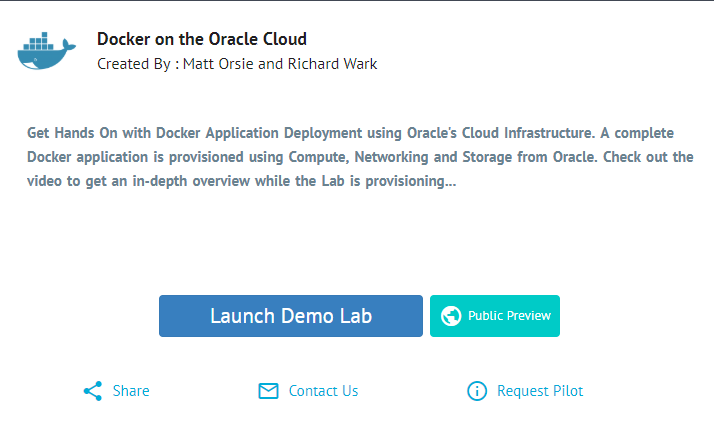 Docker on the Oracle Cloud
Created By : Matt Orsie and Richard Wark
Get Hands On with Docker Application Deployment using Oracle's Cloud Infrastructure. A complete
Docker application is provisioned using Compute, Networking and Storage from Oracle. Check out the
video to get an in-depth overview while the Lab is provisioning...
Launch Demo Lab
Public Preview
Share
Contact Us
Request Pilot